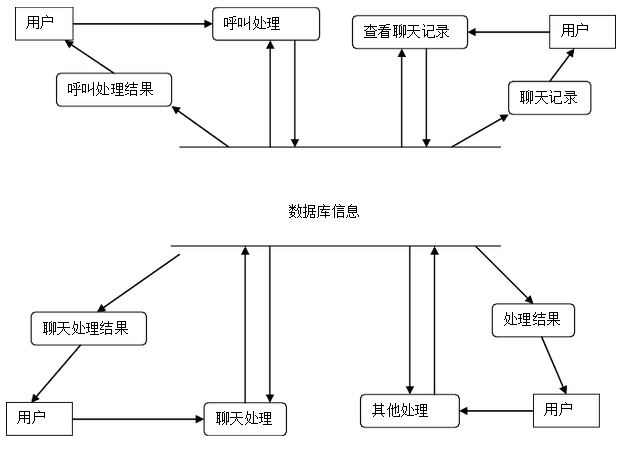 用户
呼叫处理
查看聊天记录
用户
呼叫处理结果
聊天记录
数据库信息
聊天处理结果
处理结果
用户
聊天处理
其他处理
用户